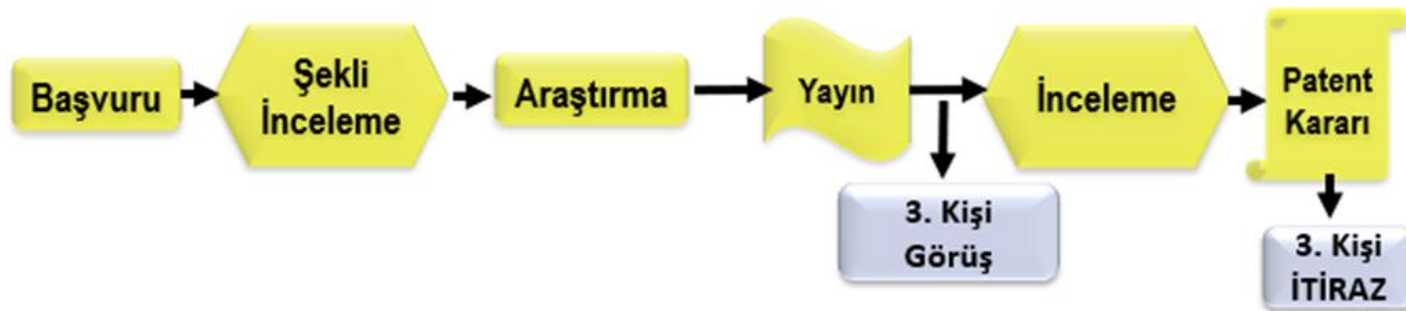 Başvuru
Şekli
İnceleme
Araştırma
Yayın
İnceleme
Patent
Kararı
3. Kişi
Görüş
3. Kişi
İTİRAZ